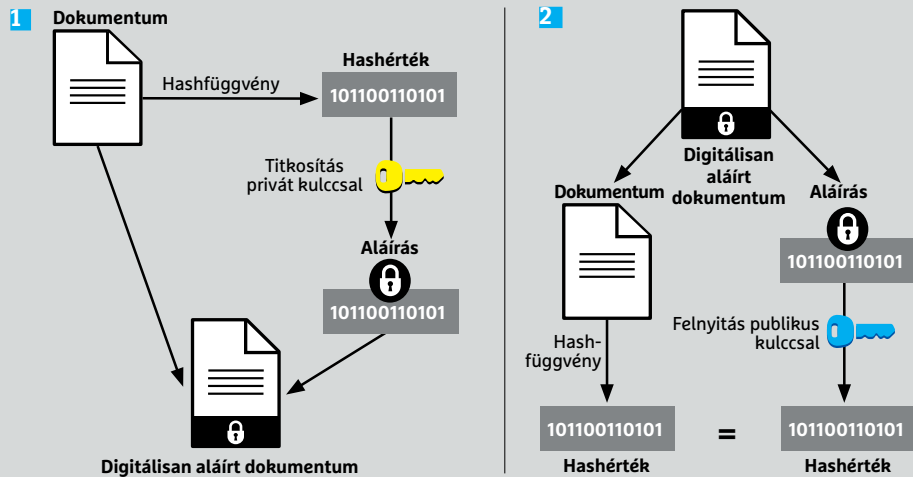 1
Dokumentum
Hashfüggvény
Hashérték
101100110101
Titkosítás
privát kulccsal
Aláírás
101100110101
Digitálisan aláírt dokumentum
2
Digitálisan
aláírt
dokumentum
Dokumentum
Aláírás
101100110101
Hash-
függvény
Felnyitás publikus
kulccsal
101100110101
=
101100110101
Hashérték
Hashérték